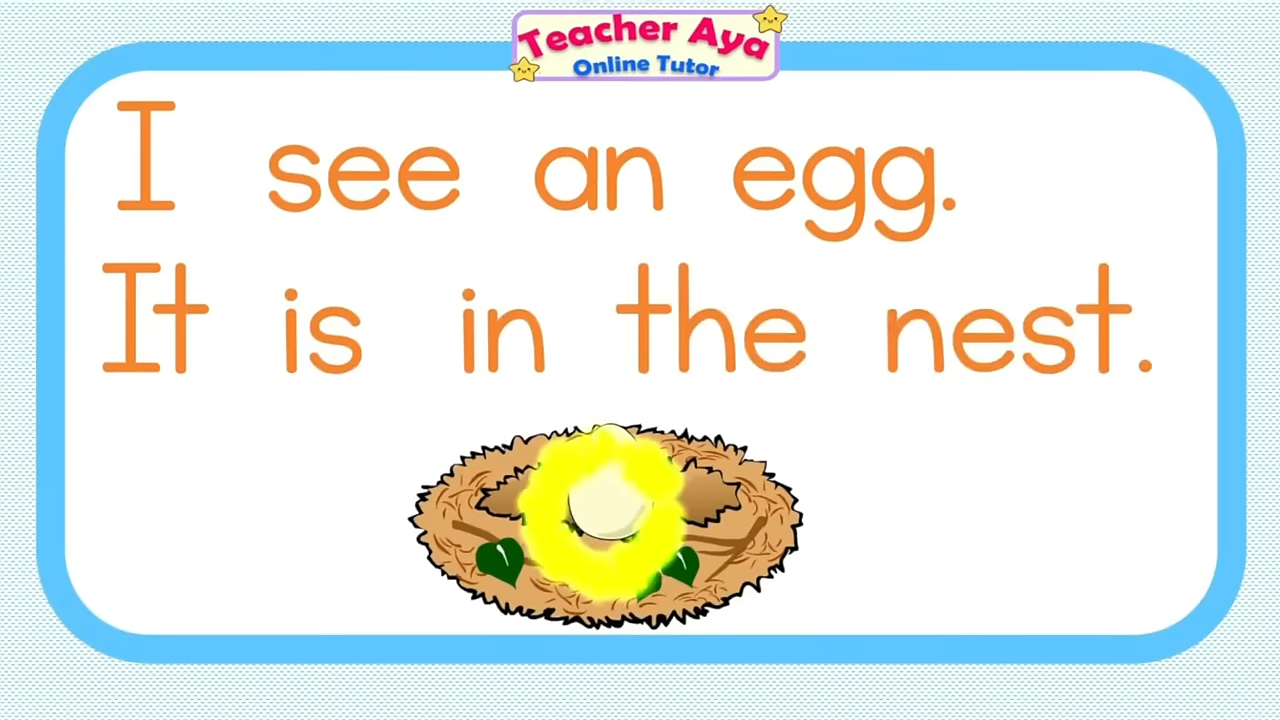 Teacher Aya
Online Tutor
I see an egg.
It is in the nest.